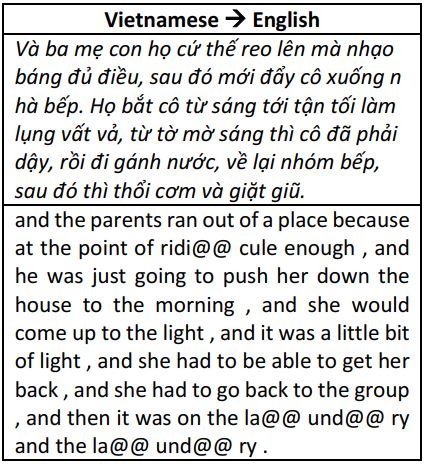 Vietnamese → English
Và ba mẹ con họ cứ thế reo lên mà nhạo
báng đủ điều, sau đó mới đẩy cô xuống n
hà bếp. Họ bắt cô từ sáng tới tận tối làm
lụng vất vả, từ tờ mờ sáng thì cô đã phải
dậy, rồi đi gánh nước, về lại nhóm bếp,
sau đó thì thổi cơm và giặt giũ.
and the parents ran out of a place because
at the point of ridi@@ cule enough , and
he was just going to push her down the
house to the morning , and she would
come up to the light , and it was a little bit
of light , and she had to be able to get her
back , and she had to go back to the group
, and then it was on the la@@ und@@ ry
and the la@@ und@@ ry .